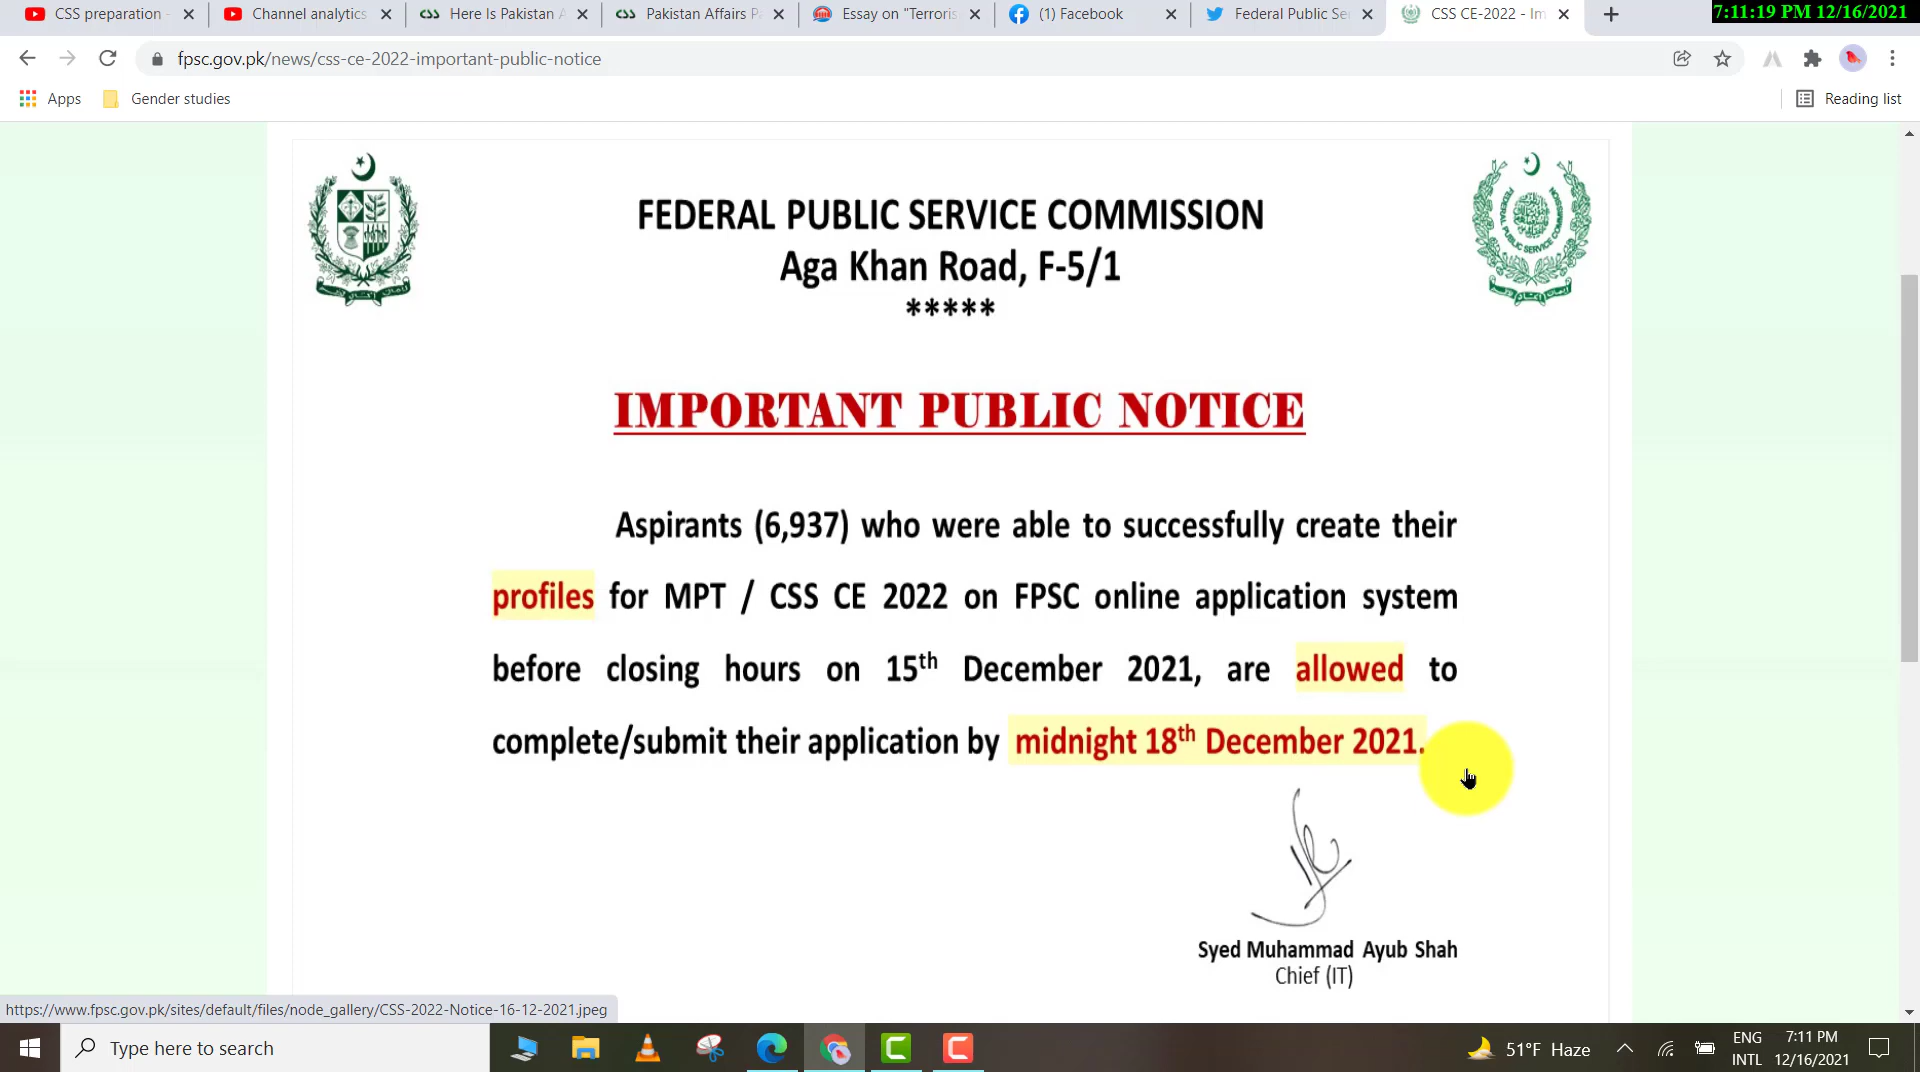 CSS preparation
Channel analytics
Here Is Pakistan A
Pakistan Affairs P
Essay on "Terroris
(1) Facebook
Federal Public Se
CSS CE-2022 - Im
7:11:19 PM 12/16/2021
fpsc.gov.pk/news/css-ce-2022-important-public-notice
Apps
Gender studies
Reading list
FEDERAL PUBLIC SERVICE COMMISSION
Aga Khan Road, F-5/1
*****
IMPORTANT PUBLIC NOTICE
Aspirants (6,937) who were able to successfully create their
profiles for MPT / CSS CE 2022 on FPSC online application system
before closing hours on 15th December 2021, are allowed to
complete/submit their application by midnight 18th December 2021.
Syed Muhammad Ayub Shah
Chief (IT)
https://www.fpsc.gov.pk/sites/default/files/node_gallery/CSS-2022-Notice-16-12-2021.jpeg
Type here to search
51°F Haze
ENG
INTL
7:11 PM
12/16/2021